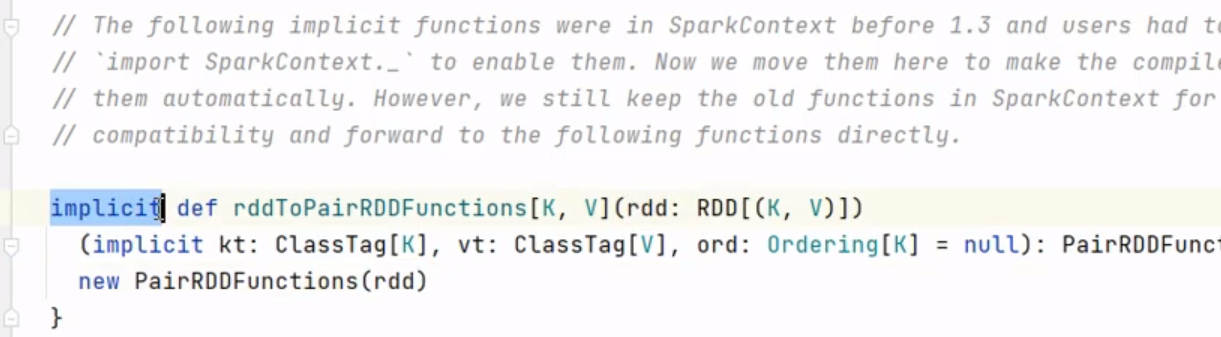 // The following implicit functions were in SparkContext before 1.3 and users had to
// `import SparkContext._` to enable them. Now we move them here to make the
// them automatically. However, we still keep the old functions in SparkContext for
// compatibility and forward to the following functions directly.
implicit def rddToPairRDDFunctions[K, V](rdd: RDD[(K, V)])
(implicit kt: ClassTag[K], vt: ClassTag[V], ord: Ordering[K] = null):
new PairRDDFunctions(rdd)
}